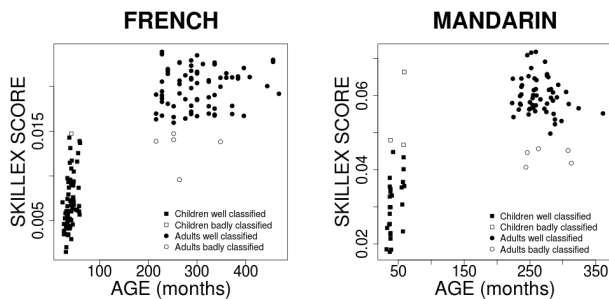 FRENCH
SKILLEX SCORE
0.005
0.015
100
200
300
400
AGE (months)
Children well classified
Children badly classified
Adults well classified
Adults badly classified
MANDARIN
SKILLEX SCORE
0.02
0.04
0.06
50
150
250
350
AGE (months)
Children well classified
Children badly classified
Adults well classified
Adults badly classified